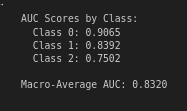 AUC Scores by Class:
Class 0: 0.9065
Class 1: 0.8392
Class 2: 0.7502
Macro-Average AUC: 0.8320